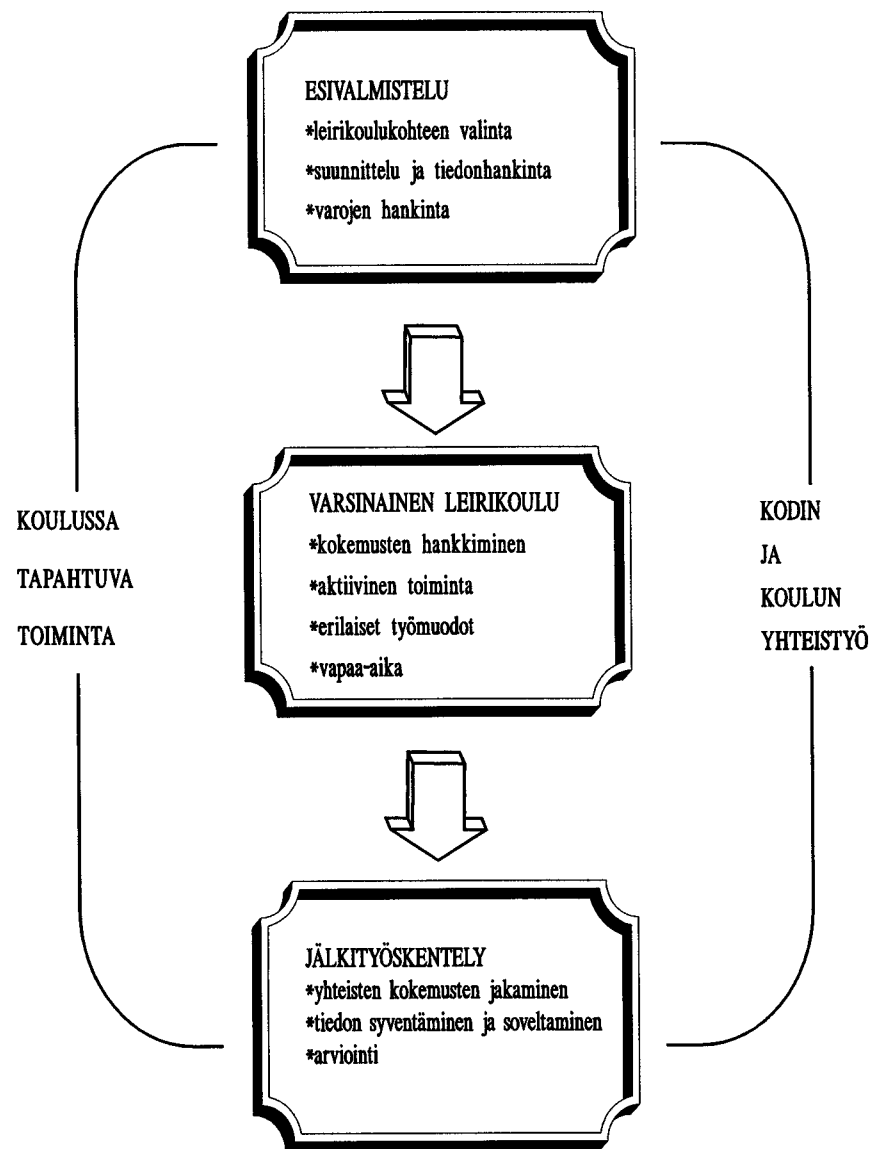 ESIVALMISTELU
*leirikoulukohteen valinta
*suunnittelu ja tiedonhankinta
*varojen hankinta
KOULUSSA
TAPAHTUVA
TOIMINTA
VARSINAINEN LEIRIKOULU
*kokemusten hankkiminen
*aktiivinen toiminta
*erilaiset työmuodot
*vapaa-aika
KODIN
JA
KOULUN
YHTEISTYÖ
JÄLKITYÖSKENTELY
*yhteisten kokemusten jakaminen
*tiedon syventäminen ja soveltaminen
*arviointi